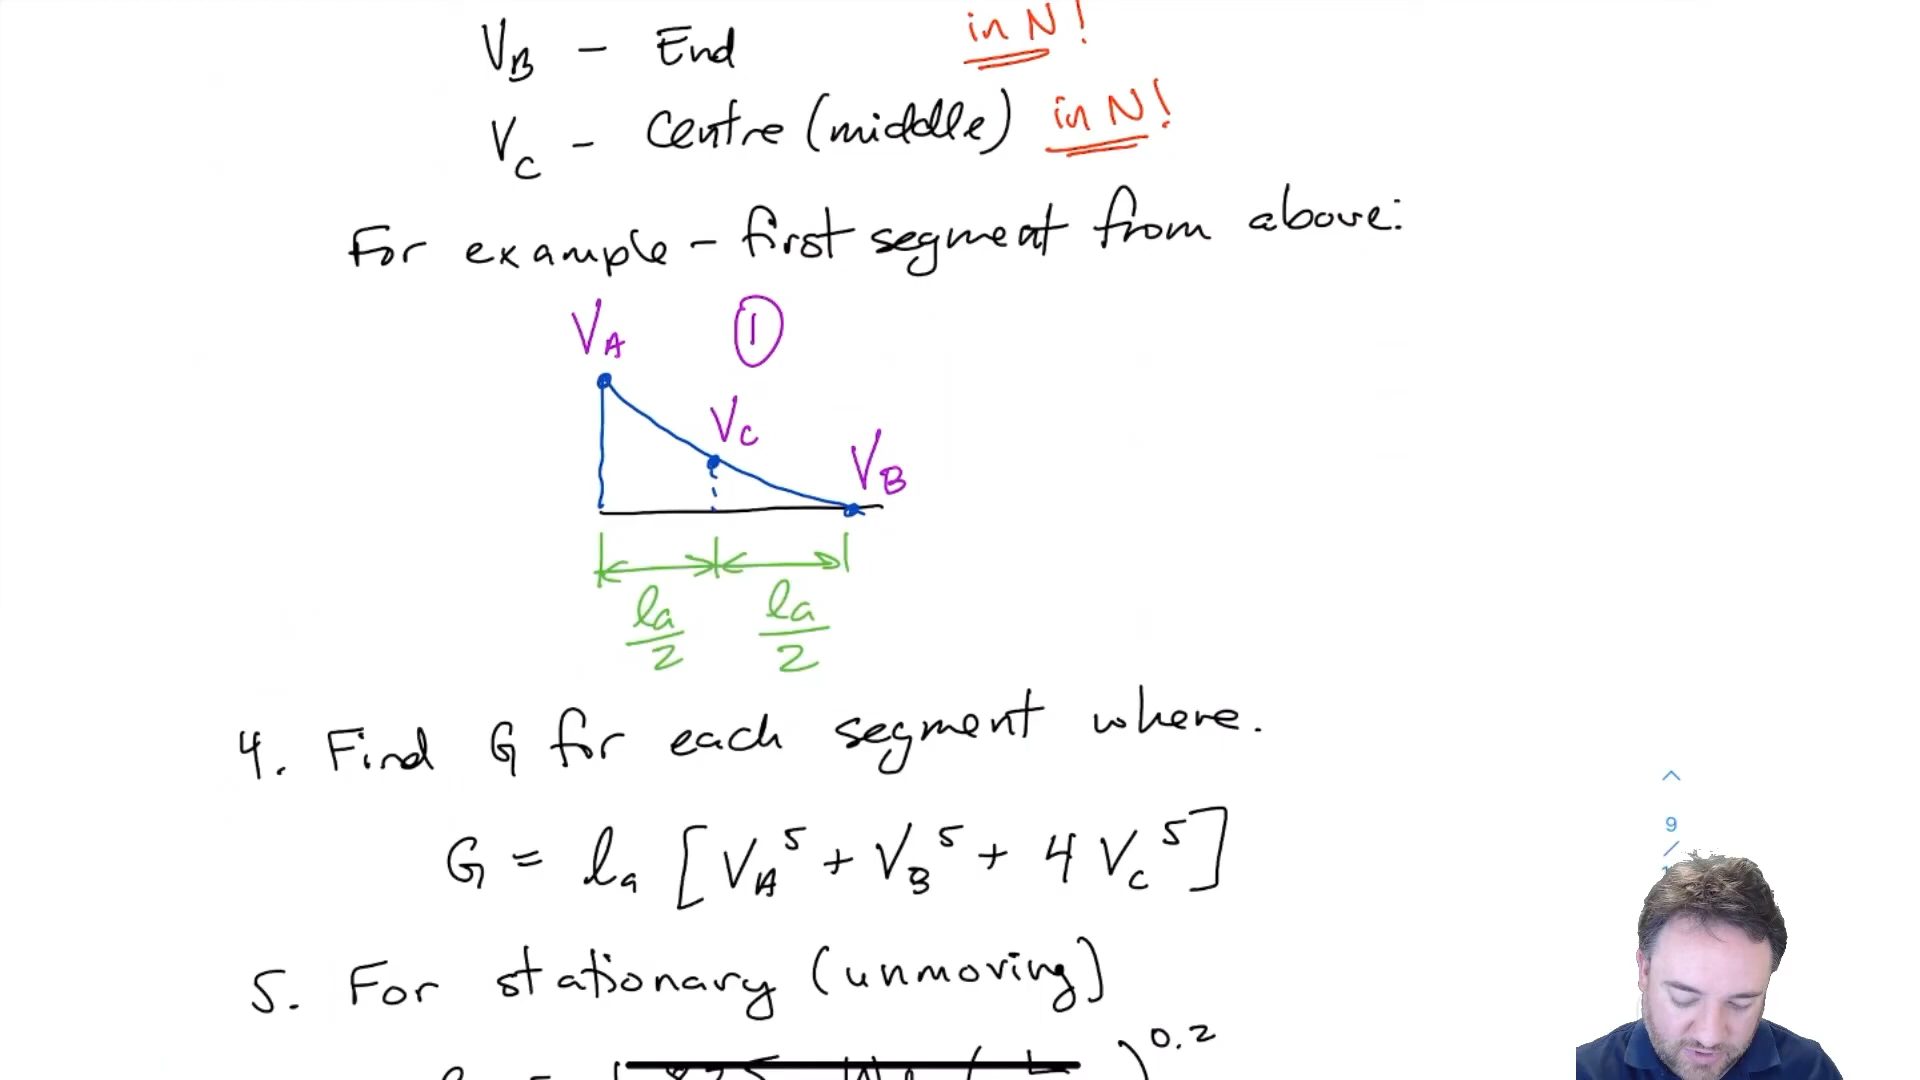 V_B - End in N!
V_C - Centre (middle) in N!
For example - first segment from above:
V_A ①
V_C
V_B
la/2 la/2
4. Find G for each segment where.
G = la [V_A^5 + V_B^5 + 4 V_C^5]
5. For stationary (unmoving)
)^0.2
9
/